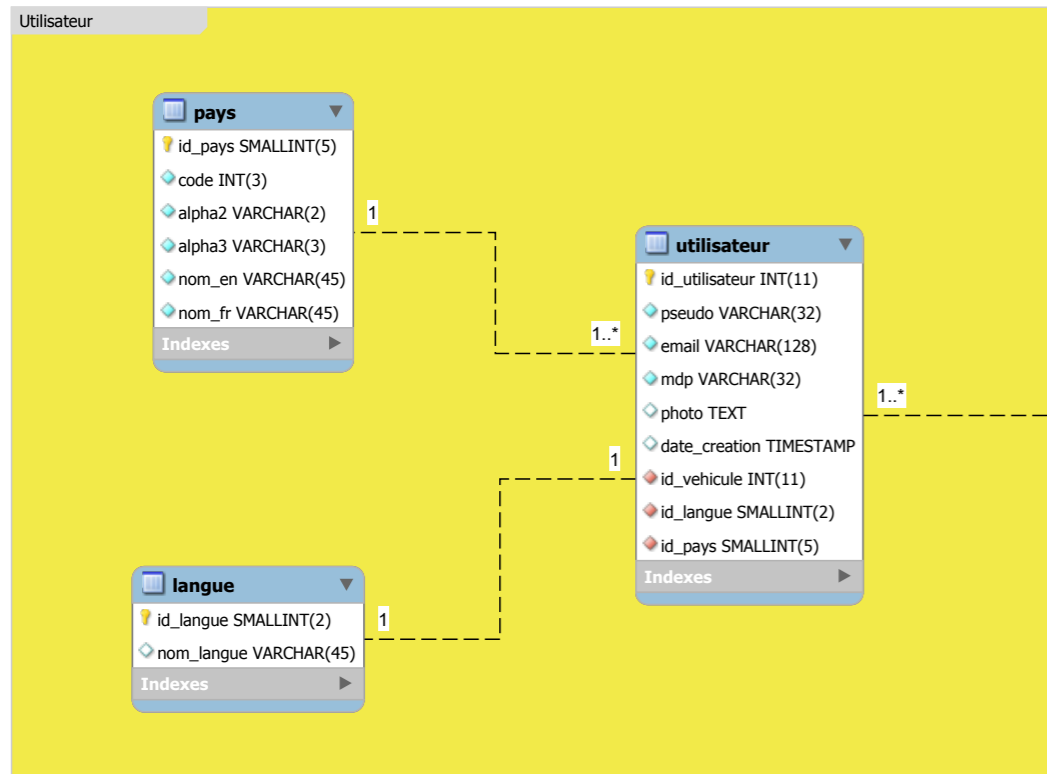 Utilisateur
pays
id_pays SMALLINT(5)
code INT(3)
alpha2 VARCHAR(2)
alpha3 VARCHAR(3)
nom_en VARCHAR(45)
nom_fr VARCHAR(45)
Indexes
1
1..*
utilisateur
id_utilisateur INT(11)
pseudo VARCHAR(32)
email VARCHAR(128)
mdp VARCHAR(32)
photo TEXT
date_creation TIMESTAMP
id_vehicule INT(11)
id_langue SMALLINT(2)
id_pays SMALLINT(5)
Indexes
1..*
1
langue
id_langue SMALLINT(2)
nom_langue VARCHAR(45)
Indexes
1